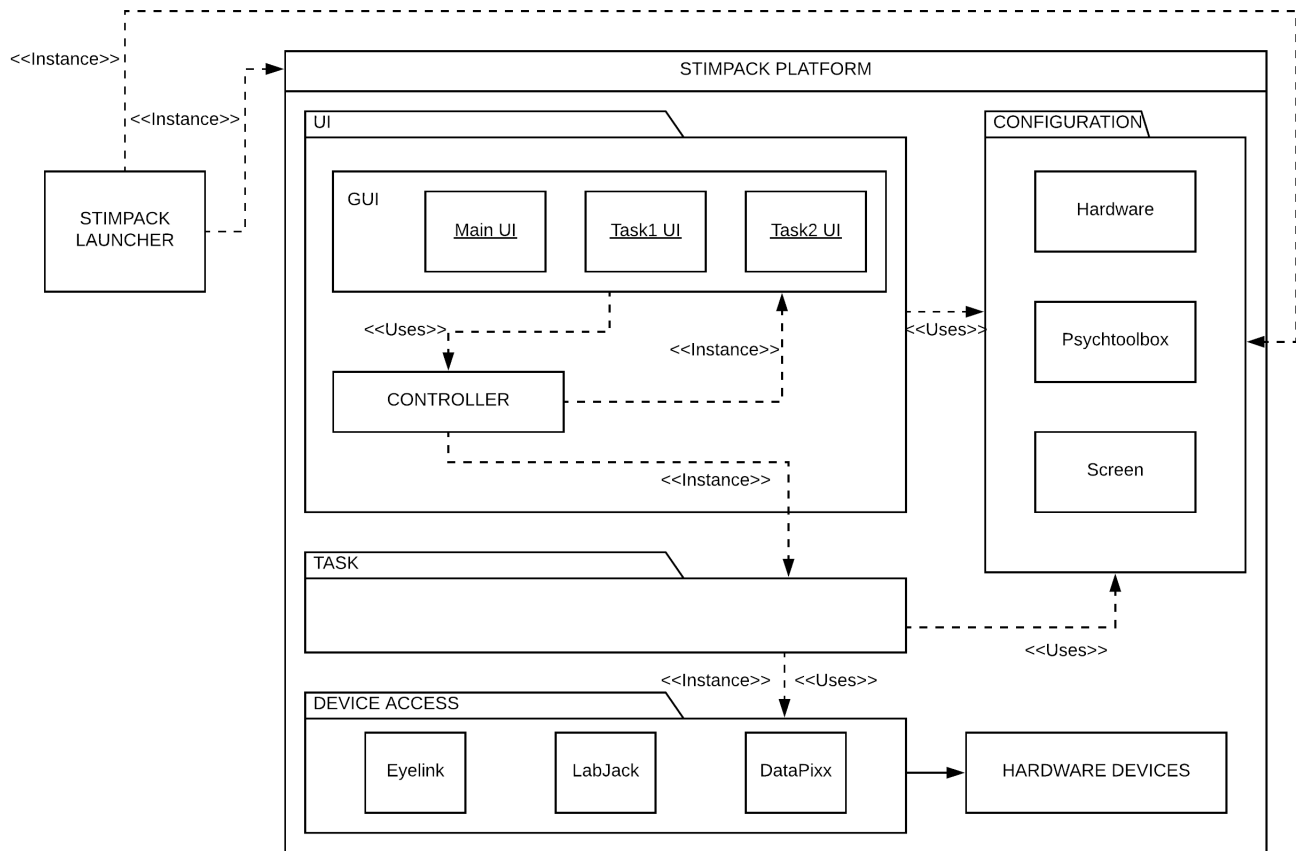 <<Instance>>
STIMPACK PLATFORM
<<Instance>>
UI
CONFIGURATION
GUI
Main UI
Task1 UI
Task2 UI
Hardware
STIMPACK
LAUNCHER
<<Uses>>
<<Instance>>
<<Uses>>
Psychtoolbox
CONTROLLER
<<Instance>>
Screen
TASK
<<Uses>>
<<Instance>>
<<Uses>>
DEVICE ACCESS
Eyelink
LabJack
DataPixx
HARDWARE DEVICES